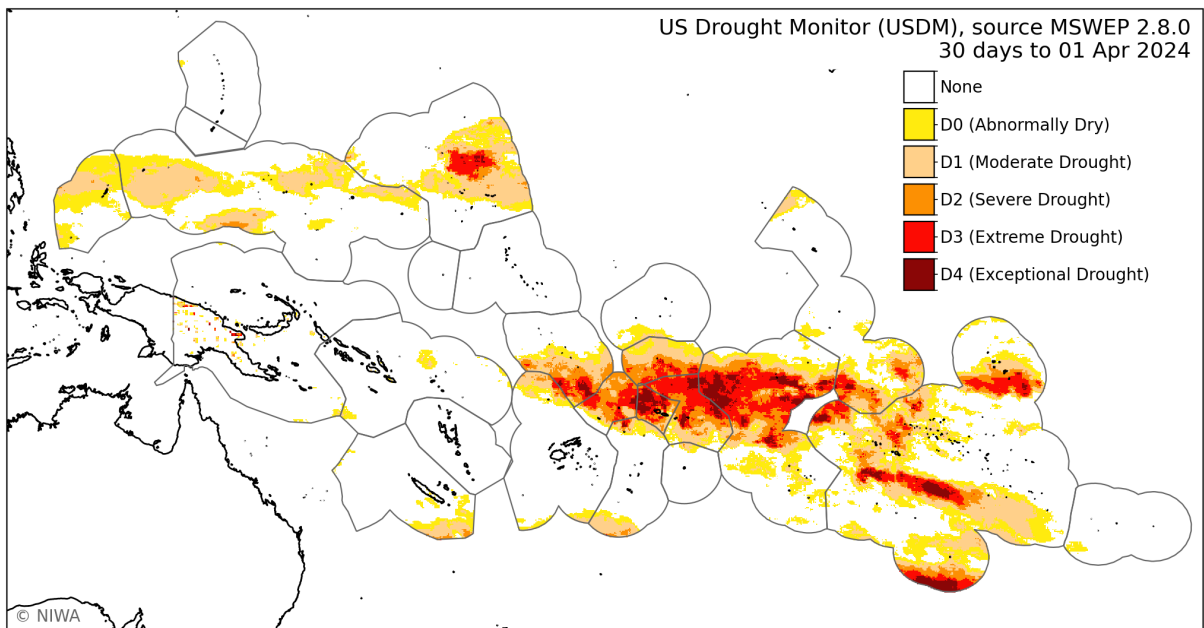 US Drought Monitor (USDM), source MSWEP 2.8.0
30 days to 01 Apr 2024
None
D0 (Abnormally Dry)
D1 (Moderate Drought)
D2 (Severe Drought)
D3 (Extreme Drought)
D4 (Exceptional Drought)
© NIWA